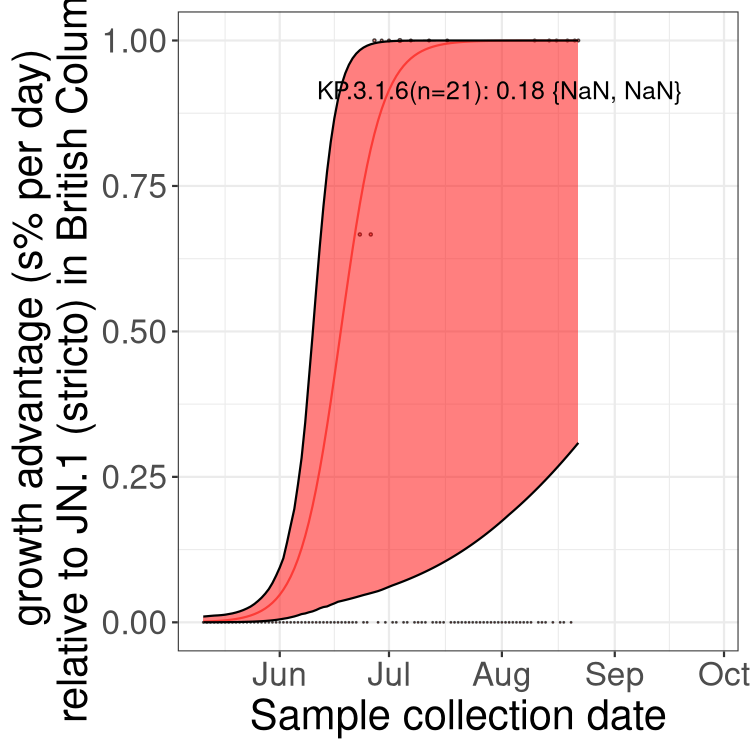 growth advantage (s% per day)
relative to JN.1 (stricto) in British Colum
1.00
0.75
0.50
0.25
0.00
KP.3.1.6(n=21): 0.18 {NaN, NaN}
Jun Jul Aug Sep Oct
Sample collection date